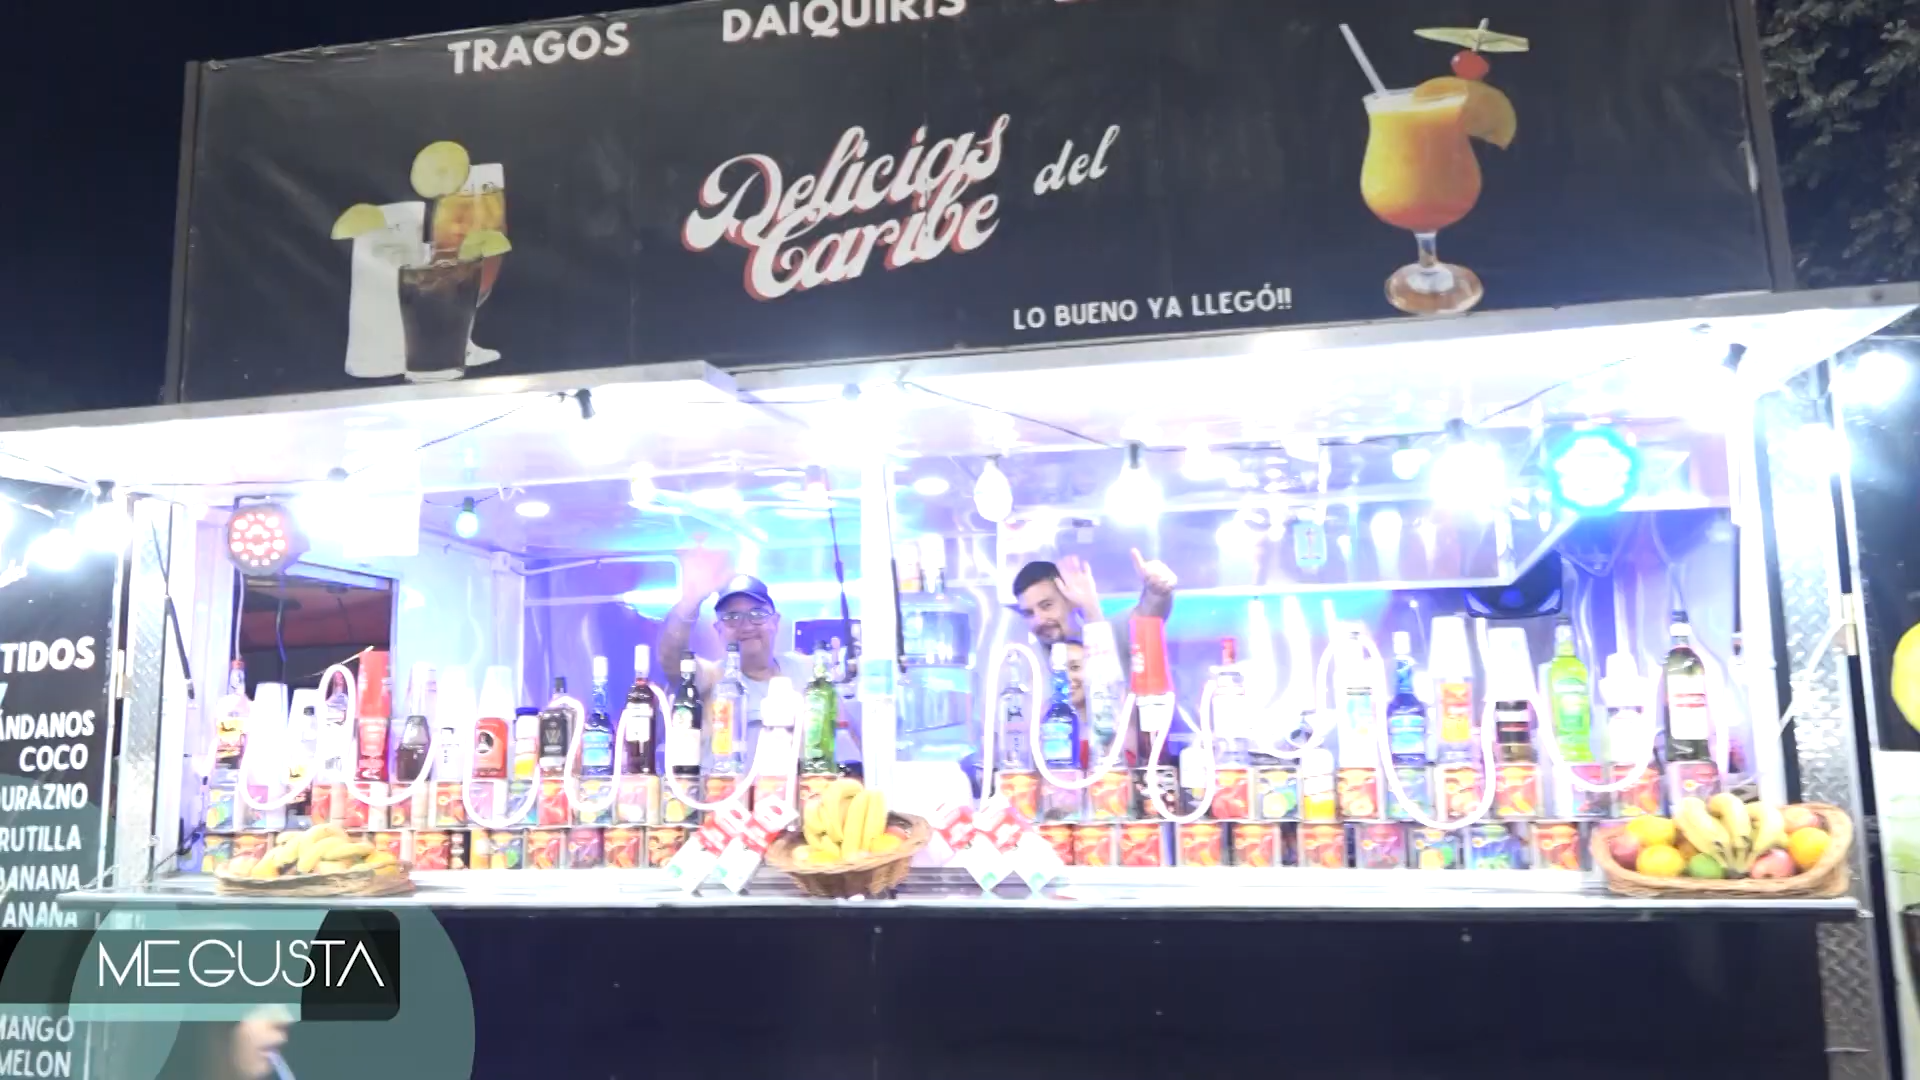 TRAGOS
DAIQUIRIS
Delicias
del
Caribe
LO BUENO YA LLEGÓ!!
TIDOS
ÁNDANOS
COCO
DURAZNO
RUTILLA
BANANA
ANANA
MANGO
MELON
ME GUSTA